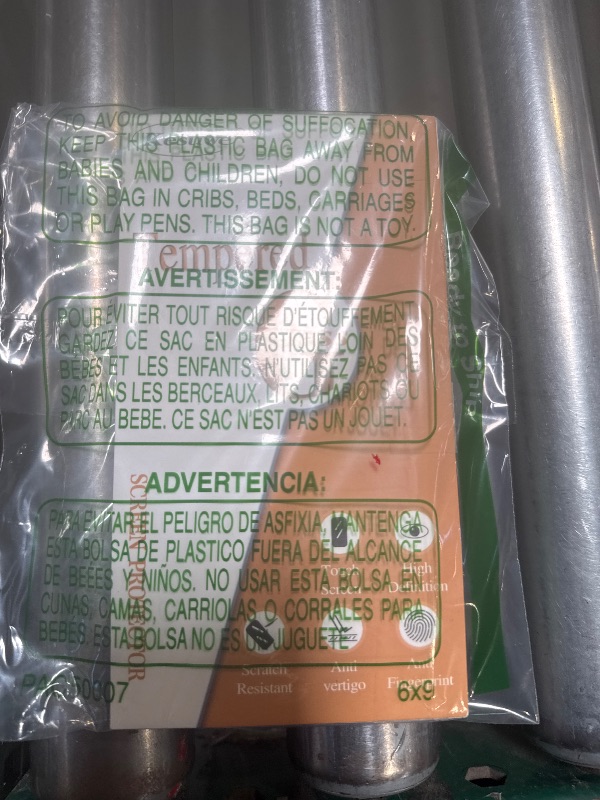 TO AVOID DANGER OF SUFFOCATION
KEEP THIS PLASTIC BAG AWAY FROM
BABIES AND CHILDREN, DO NOT USE
THIS BAG IN CRIBS, BEDS, CARRIAGES
OR PLAY PENS. THIS BAG IS NOT A TOY.
Tempered
AVERTISSEMENT:
POUR EVITER TOUT RISQUE D'ÉTOUFFEMENT
GARDEZ CE SAC EN PLASTIQUE LOIN DES
BEBES ET LES ENFANTS. N'UTILISEZ PAS CE
SAC DANS LES BERCEAUX, LITS, CHARIOTS OU
PARC AU BEBE. CE SAC N'EST PAS UN JOUET.
Ready to Ship
ADVERTENCIA:
PARA EVITAR EL PELIGRO DE ASFIXIA, MANTENGA
ESTA BOLSA DE PLASTICO FUERA DEL ALCANCE
DE BEBES Y NIÑOS. NO USAR ESTA BOLSA EN
CUNAS, CAMAS, CARRIOLAS O CORRALES PARA
BEBES. ESTA BOLSA NO ES UN JUGUETE
SCREEN PROTECTOR
Touch
Screen
High
Definition
Scratch
Resistant
Anti
vertigo
Anti
Fingerprint
6x9